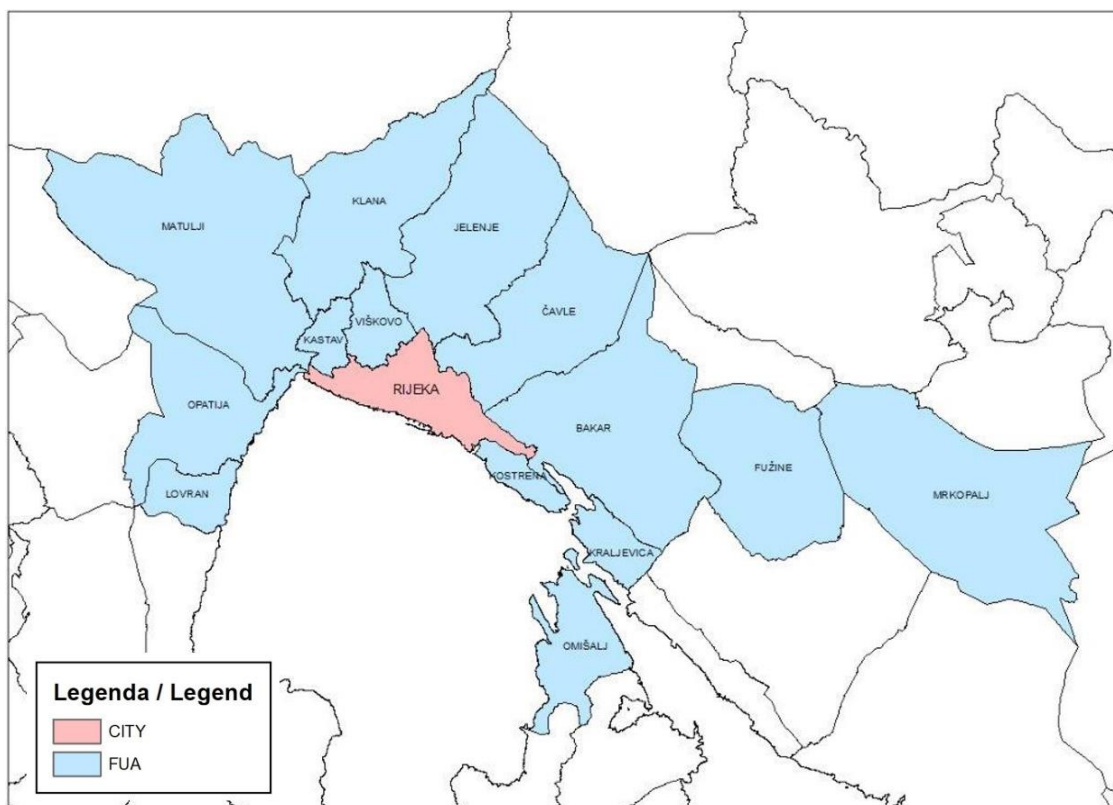 KLANA
MATULJI
JELENJE
ČAVLE
VIŠKOVO
KASTAV
RIJEKA
OPATIJA
BAKAR
FUŽINE
KOSTRENA
LOVRAN
MRKOPALJ
KRALJEVICA
OMIŠALJ
Legenda / Legend
CITY
FUA